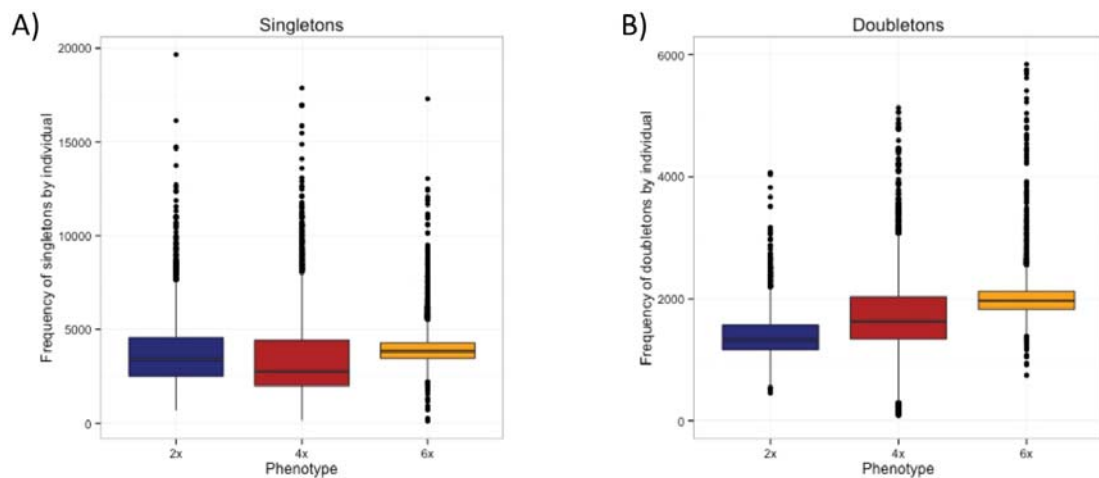 A)
Singletons
Frequency of singletons by individual
20000
15000
10000
5000
0
2x
4x
6x
Phenotype
B)
Doubletons
Frequency of doubletons by individual
6000
4000
2000
0
2x
4x
6x
Phenotype